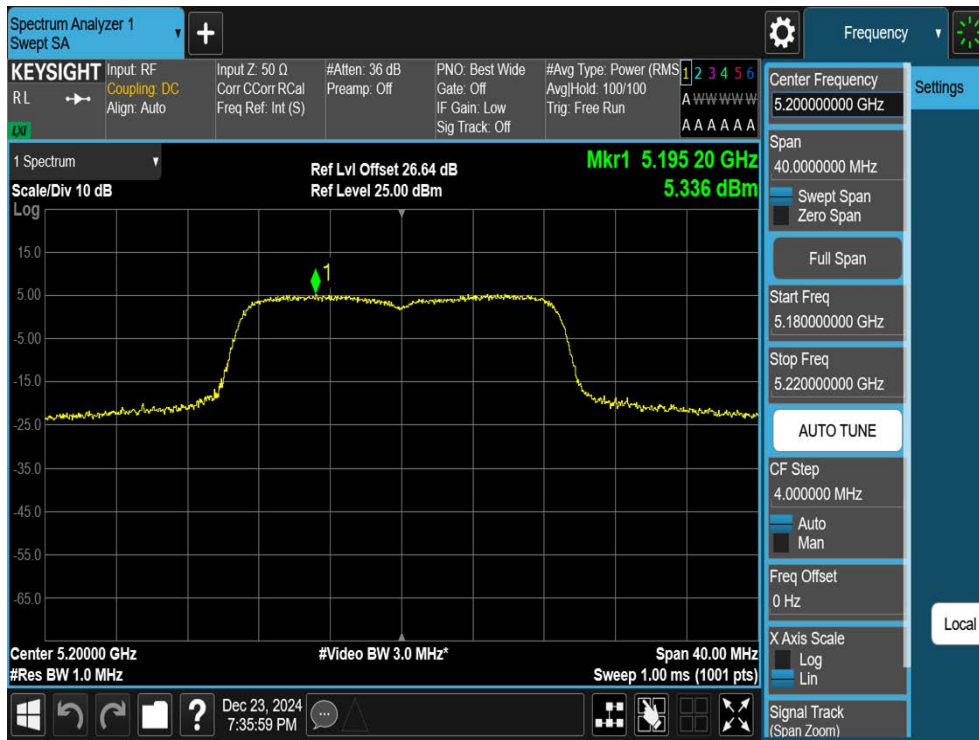 Spectrum Analyzer 1
Swept SA
+
Frequency
KEYSIGHT
RL
LXI
Input: RF
Coupling: DC
Align: Auto
Input Z: 50 Ω
Corr CCorr RCal
Freq Ref: Int (S)
#Atten: 36 dB
Preamp: Off
PNO: Best Wide
Gate: Off
IF Gain: Low
Sig Track: Off
#Avg Type: Power (RMS
Avg|Hold: 100/100
Trig: Free Run
1 2 3 4 5 6
A W W W W W
A A A A A A
1 Spectrum
Scale/Div 10 dB
Log
Ref Lvl Offset 26.64 dB
Ref Level 25.00 dBm
Mkr1 5.195 20 GHz
5.336 dBm
15.0
5.00
-5.00
-15.0
-25.0
-35.0
-45.0
-55.0
-65.0
1
Center 5.20000 GHz
#Res BW 1.0 MHz
#Video BW 3.0 MHz*
Span 40.00 MHz
Sweep 1.00 ms (1001 pts)
Center Frequency
5.200000000 GHz
Settings
Span
40.0000000 MHz
Swept Span
Zero Span
Full Span
Start Freq
5.180000000 GHz
Stop Freq
5.220000000 GHz
AUTO TUNE
CF Step
4.000000 MHz
Auto
Man
Freq Offset
0 Hz
X Axis Scale
Log
Lin
Local
Signal Track
(Span Zoom)
?
Dec 23, 2024
7:35:59 PM